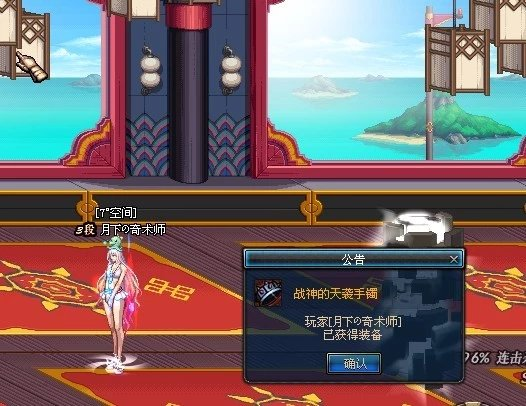 [7°空间]
3段 月下の奇术师
公告
战神的天袭手镯
玩家[月下の奇术师]
已获得装备
确认
96% 连击